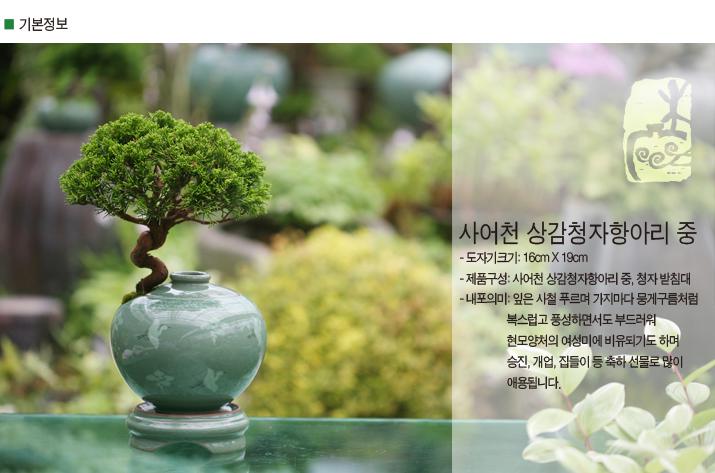 기본정보
사어천 상감청자항아리 중
- 도자기크기: 16cm X 19cm
- 제품구성: 사어천 상감청자항아리 중, 청자 받침대
- 내포의미: 잎은 사철 푸르며 가지마다 뭉게구름처럼
복스럽고 풍성하면서도 부드러워
현모양처의 여성미에 비유되기도 하며
승진, 개업, 집들이 등 축하 선물로 많이
애용됩니다.